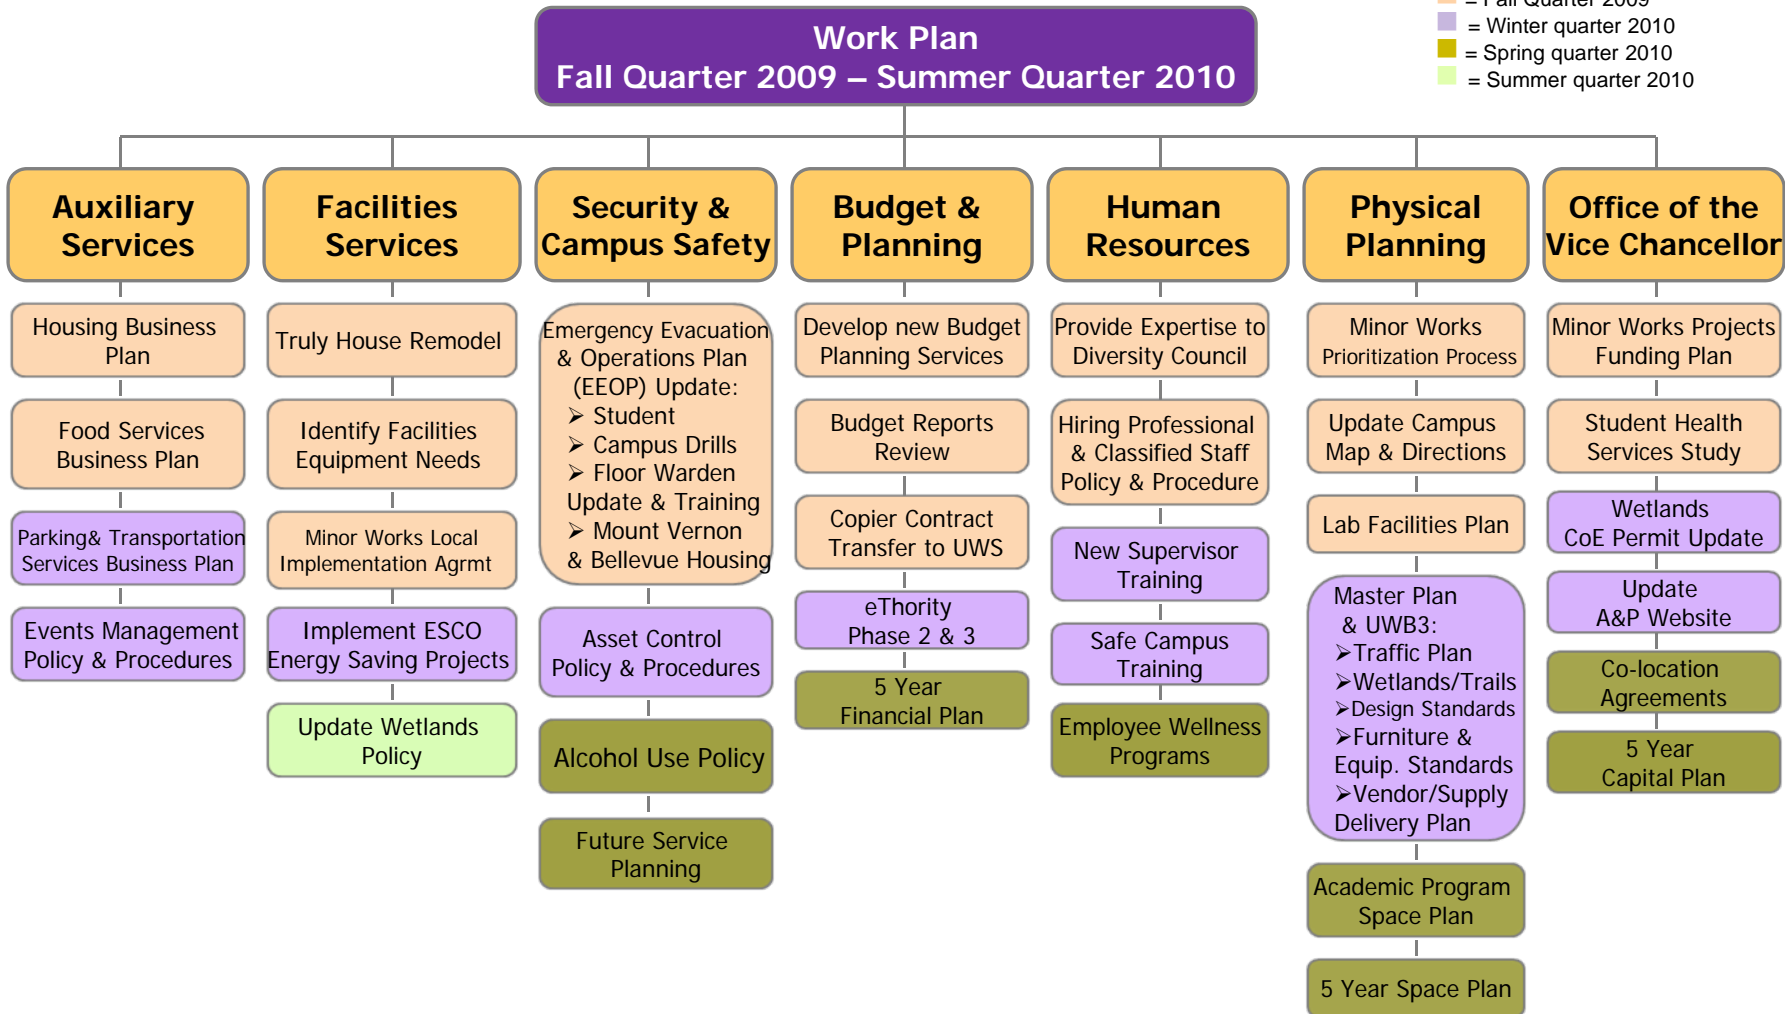 = Fall Quarter 2009
= Winter quarter 2010
= Spring quarter 2010
= Summer quarter 2010
Work Plan
Fall Quarter 2009 – Summer Quarter 2010
Auxiliary
Services
Housing Business
Plan
Food Services
Business Plan
Parking& Transportation
Services Business Plan
Events Management
Policy & Procedures
Facilities
Services
Truly House Remodel
Identify Facilities
Equipment Needs
Minor Works Local
Implementation Agrmt
Implement ESCO
Energy Saving Projects
Update Wetlands
Policy
Security &
Campus Safety
Emergency Evacuation
& Operations Plan
(EEOP) Update:
➢ Student
➢ Campus Drills
➢ Floor Warden
Update & Training
➢ Mount Vernon
& Bellevue Housing
Asset Control
Policy & Procedures
Alcohol Use Policy
Future Service
Planning
Budget &
Planning
Develop new Budget
Planning Services
Budget Reports
Review
Copier Contract
Transfer to UWS
eThority
Phase 2 & 3
5 Year
Financial Plan
Human
Resources
Provide Expertise to
Diversity Council
Hiring Professional
& Classified Staff
Policy & Procedure
New Supervisor
Training
Safe Campus
Training
Employee Wellness
Programs
Physical
Planning
Minor Works
Prioritization Process
Update Campus
Map & Directions
Lab Facilities Plan
Master Plan
& UWB3:
➢Traffic Plan
➢Wetlands/Trails
➢Design Standards
➢Furniture &
Equip. Standards
➢Vendor/Supply
Delivery Plan
Academic Program
Space Plan
5 Year Space Plan
Office of the
Vice Chancellor
Minor Works Projects
Funding Plan
Student Health
Services Study
Wetlands
CoE Permit Update
Update
A&P Website
Co-location
Agreements
5 Year
Capital Plan